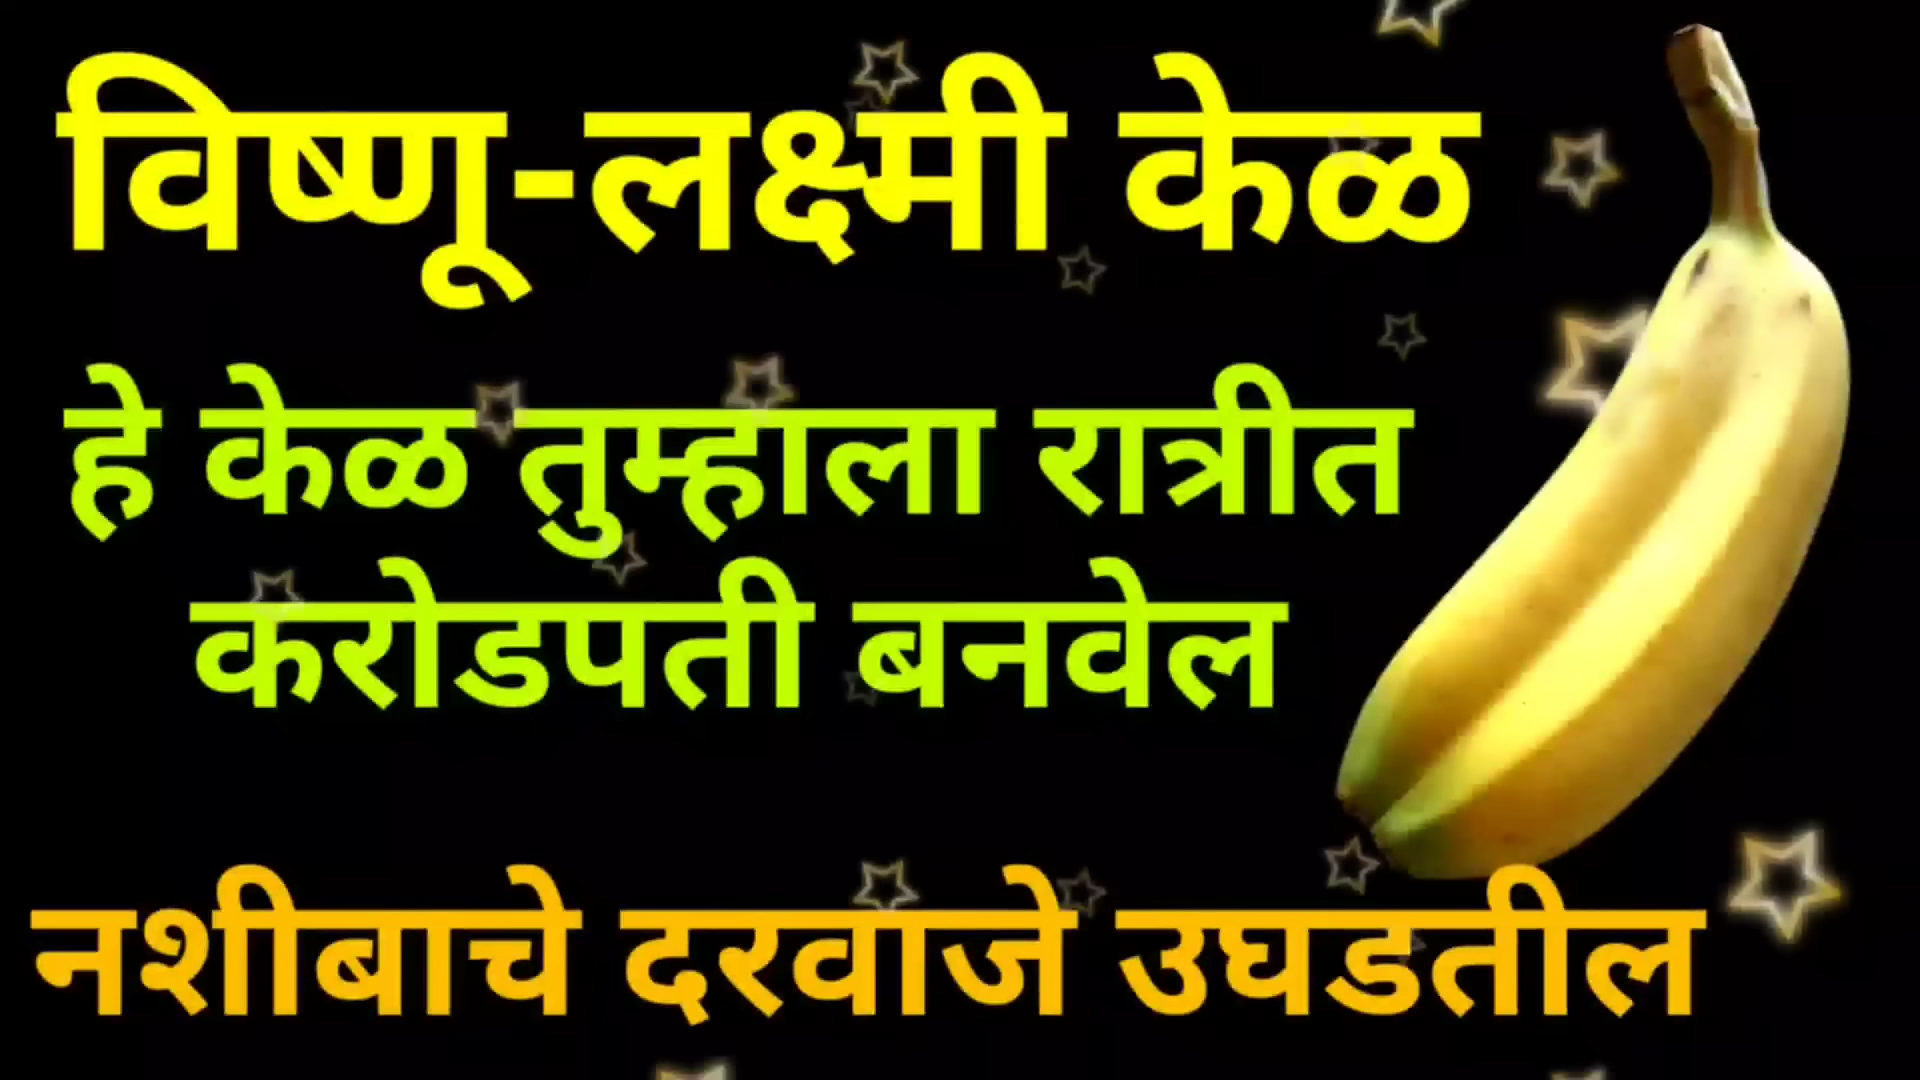 विष्णू-लक्ष्मी केळ
हे केळ तुम्हाला रात्रीत
करोडपती बनवेल
नशीबाचे दरवाजे उघडतील